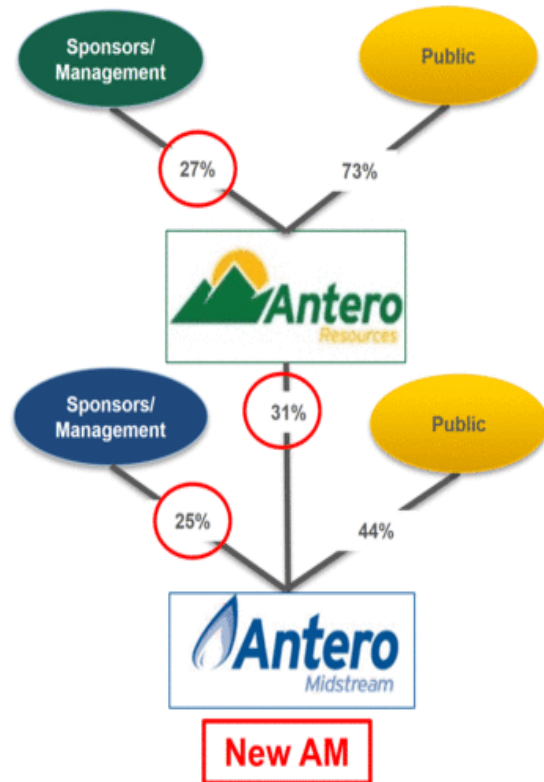 Sponsors/
Management
Public
27%
73%
Antero
Resources
Sponsors/
Management
31%
Public
25%
44%
Antero
Midstream
New AM